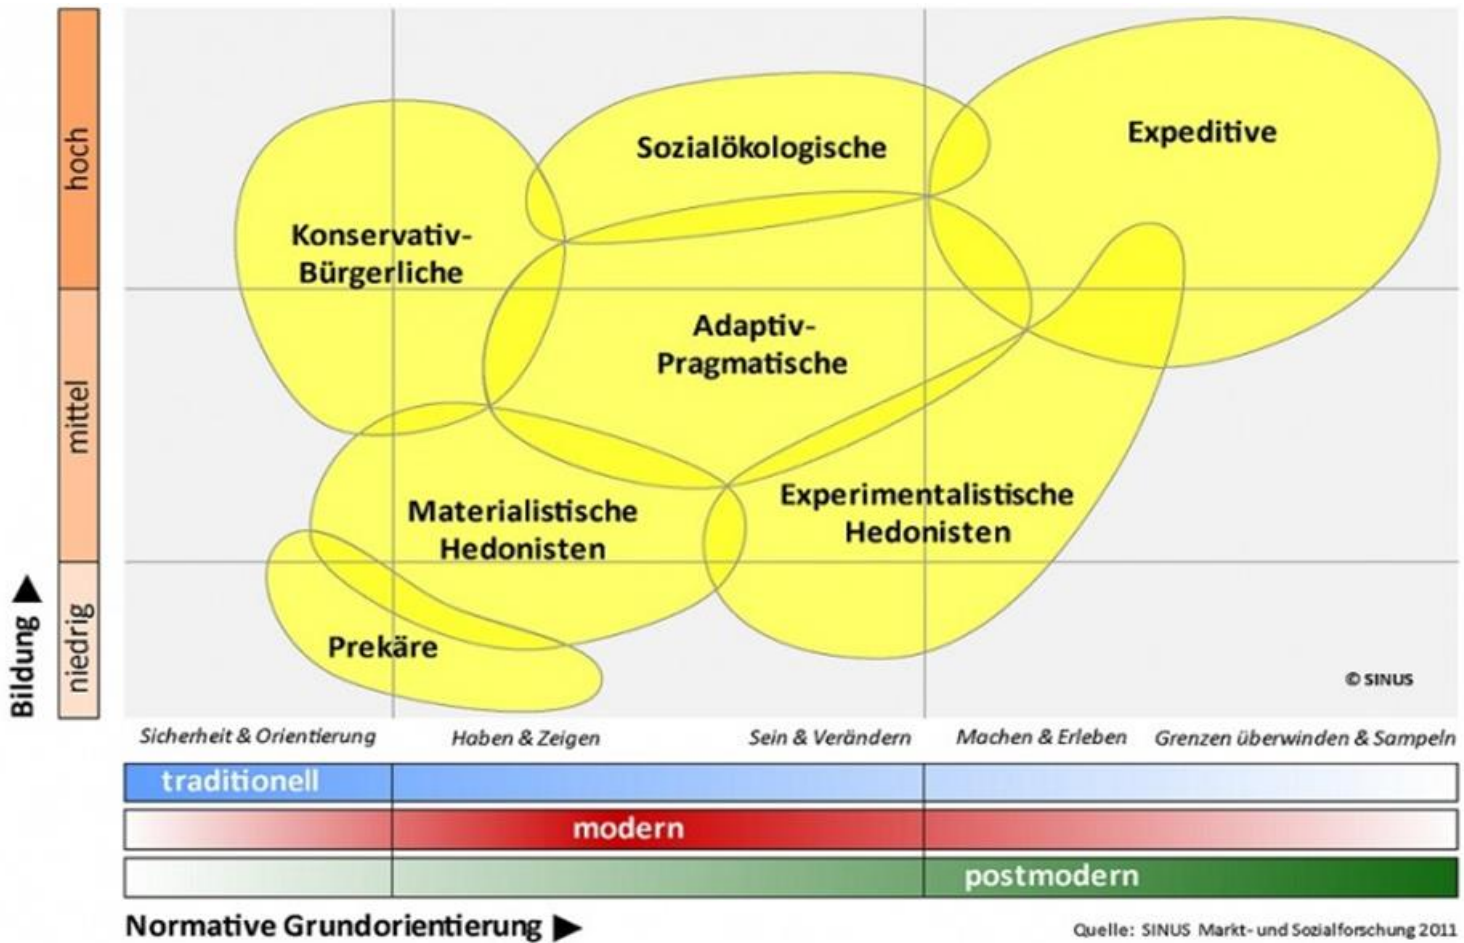 hoch
mittel
niedrig
Bildung ▶
Sozialökologische
Expeditive
Konservativ-
Bürgerliche
Adaptiv-
Pragmatische
Materialistische
Hedonisten
Experimentalistische
Hedonisten
Prekäre
© SINUS
Sicherheit & Orientierung
Haben & Zeigen
Sein & Verändern
Machen & Erleben
Grenzen überwinden & Sampeln
traditionell
modern
postmodern
Normative Grundorientierung ▶
Quelle: SINUS Markt- und Sozialforschung 2011